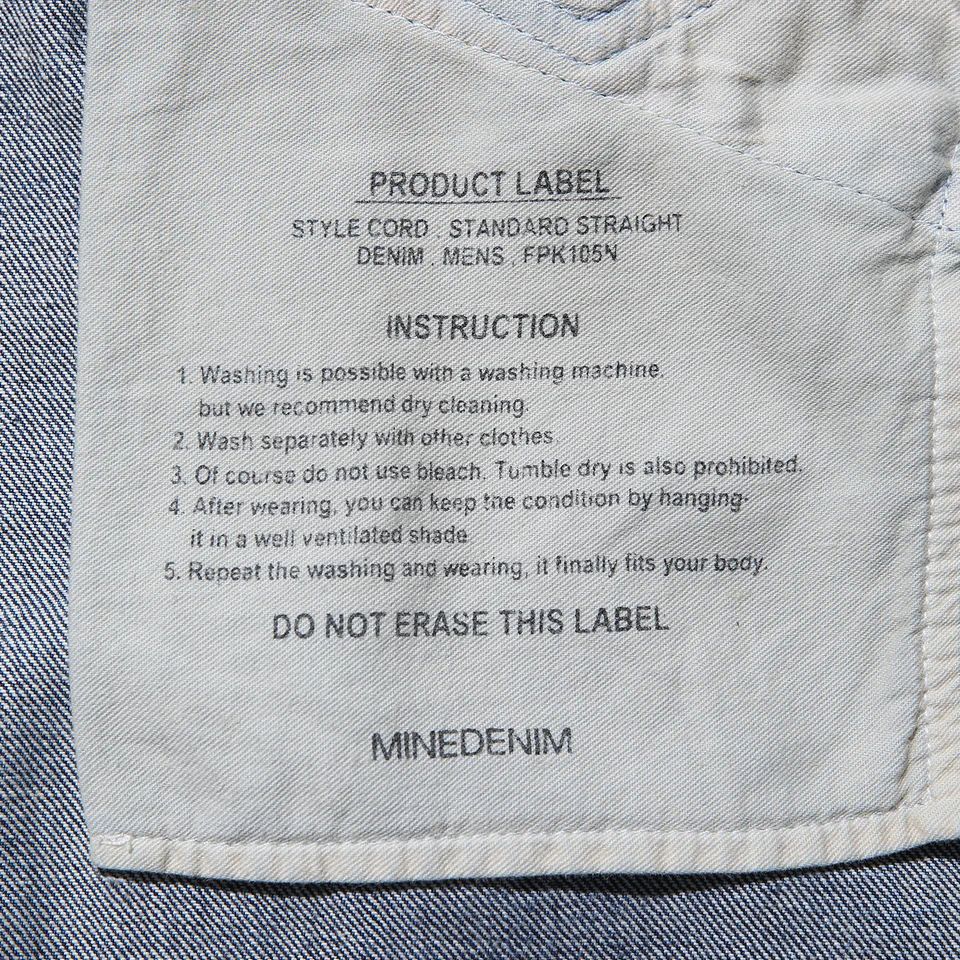 PRODUCT LABEL
STYLE CORD . STANDARD STRAIGHT
DENIM . MENS . FPK105N
INSTRUCTION
1. Washing is possible with a washing machine.
but we recommend dry cleaning.
2. Wash separately with other clothes.
3. Of course do not use bleach. Tumble dry is also prohibited.
4. After wearing, you can keep the condition by hanging
it in a well ventilated shade
5. Repeat the washing and wearing, it finally fits your body.
DO NOT ERASE THIS LABEL
MINEDENIM